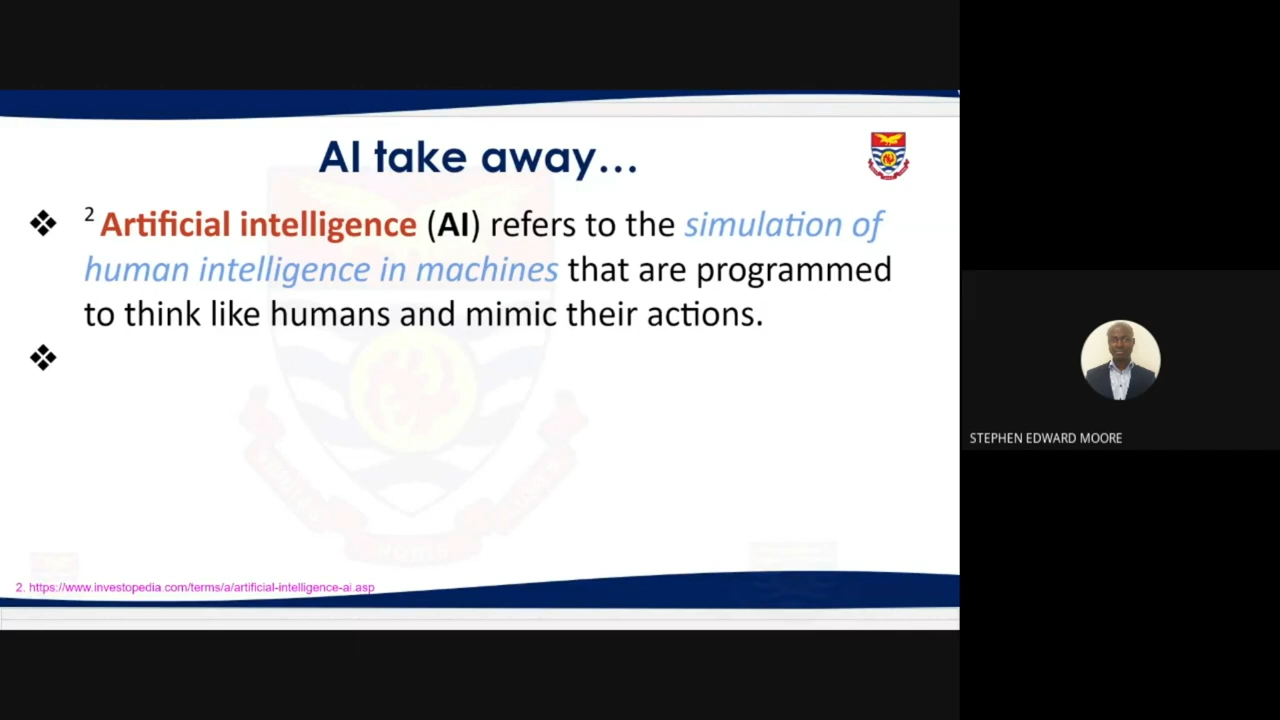 AI take away…
❖ ² Artificial intelligence (AI) refers to the simulation of
human intelligence in machines that are programmed
to think like humans and mimic their actions.
❖
2. https://www.investopedia.com/terms/a/artificial-intelligence-ai.asp
STEPHEN EDWARD MOORE